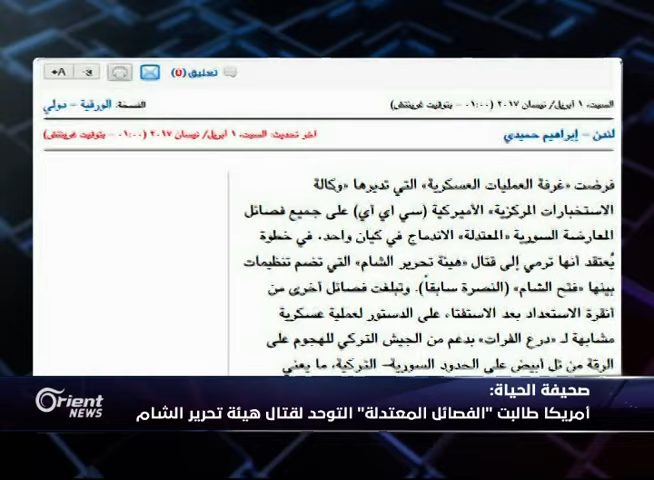 +A -ع تعليق (0)
السبت، ١ أبريل/ نيسان ٢٠١٧ (٠١:٠٠ – بتوقيت غرينتش) النسخة: الورقية – دولي
آخر تحديث: السبت، ١ أبريل/ نيسان ٢٠١٧ (٠١:٠٠ – بتوقيت غرينتش) لندن – إبراهيم حميدي
فرضت «غرفة العمليات العسكرية» التي تديرها «وكالة
الاستخبارات المركزية» الأميركية (سي آي أي) على جميع فصائل
المعارضة السورية «المعتدلة» الاندماج في كيان واحد، في خطوة
يُعتقد أنها ترمي إلى قتال «هيئة تحرير الشام» التي تضم تنظيمات
بينها «فتح الشام» (النصرة سابقاً). وتبلغت فصائل أخرى من
أنقرة الاستعداد بعد الاستفتاء على الدستور لعملية عسكرية
مشابهة لـ «درع الفرات» بدعم من الجيش التركي للهجوم على
الرقة من تل أبيض على الحدود السورية– التركية، ما يعني
صحيفة الحياة:
أمريكا طالبت "الفصائل المعتدلة" التوحد لقتال هيئة تحرير الشام
Orient
NEWS